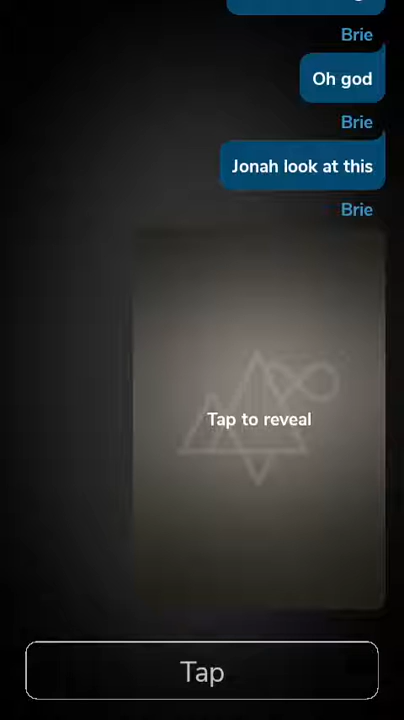 Brie
Oh god
Brie
Jonah look at this
Brie
Tap to reveal
Tap